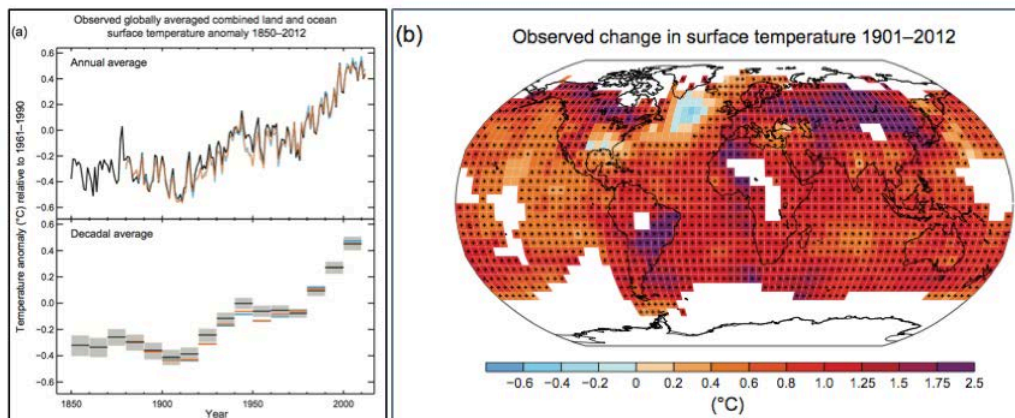 (a)
Observed globally averaged combined land and ocean
surface temperature anomaly 1850–2012
Temperature anomaly (°C) relative to 1961–1990
Annual average
0.6
0.4
0.2
0.0
−0.2
−0.4
−0.6
Decadal average
0.6
0.4
0.2
0.0
−0.2
−0.4
−0.6
1850 1900 1950 2000
Year
(b)
Observed change in surface temperature 1901–2012
−0.6 −0.4 −0.2 0 0.2 0.4 0.6 0.8 1.0 1.25 1.5 1.75 2.5
(°C)